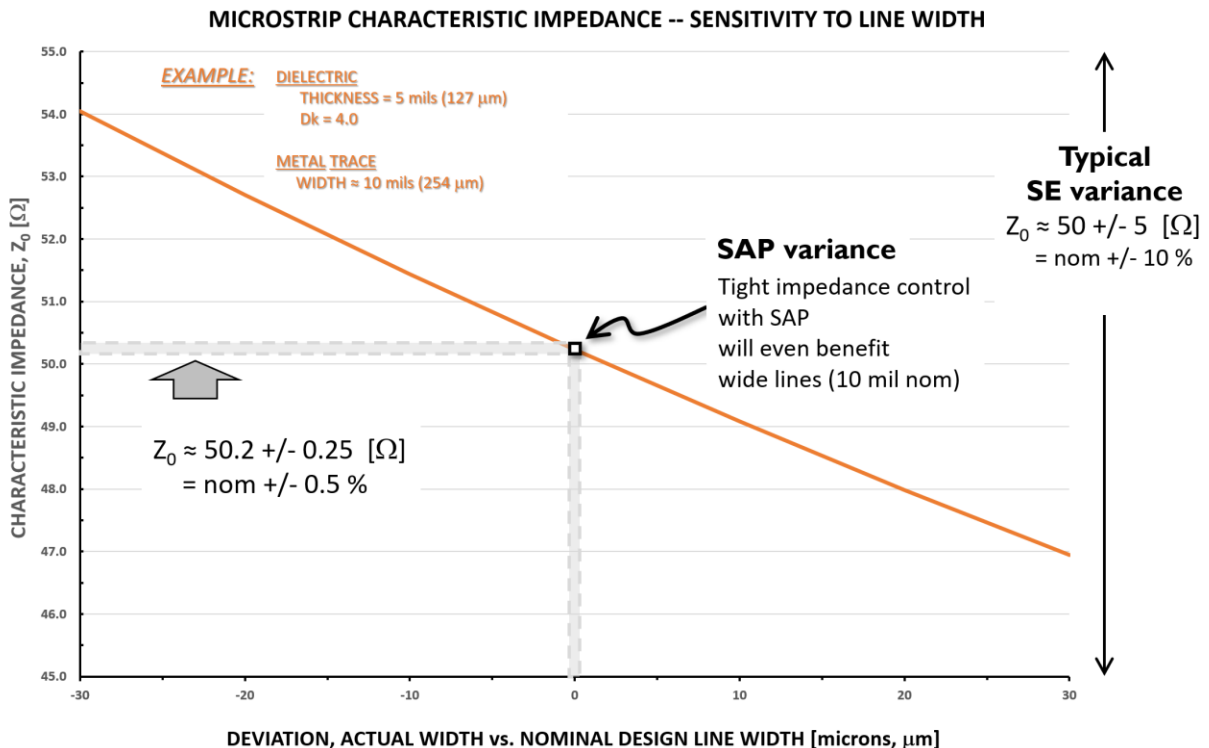 MICROSTRIP CHARACTERISTIC IMPEDANCE -- SENSITIVITY TO LINE WIDTH
CHARACTERISTIC IMPEDANCE, Z₀ [Ω]
55.0
54.0
53.0
52.0
51.0
50.0
49.0
48.0
47.0
46.0
45.0
EXAMPLE: DIELECTRIC
THICKNESS = 5 mils (127 μm)
Dk = 4.0
METAL TRACE
WIDTH ≈ 10 mils (254 μm)
SAP variance
Tight impedance control
with SAP
will even benefit
wide lines (10 mil nom)
Typical
SE variance
Z₀ ≈ 50 +/- 5 [Ω]
= nom +/- 10 %
Z₀ ≈ 50.2 +/- 0.25 [Ω]
= nom +/- 0.5 %
-30 -20 -10 0 10 20 30
DEVIATION, ACTUAL WIDTH vs. NOMINAL DESIGN LINE WIDTH [microns, μm]